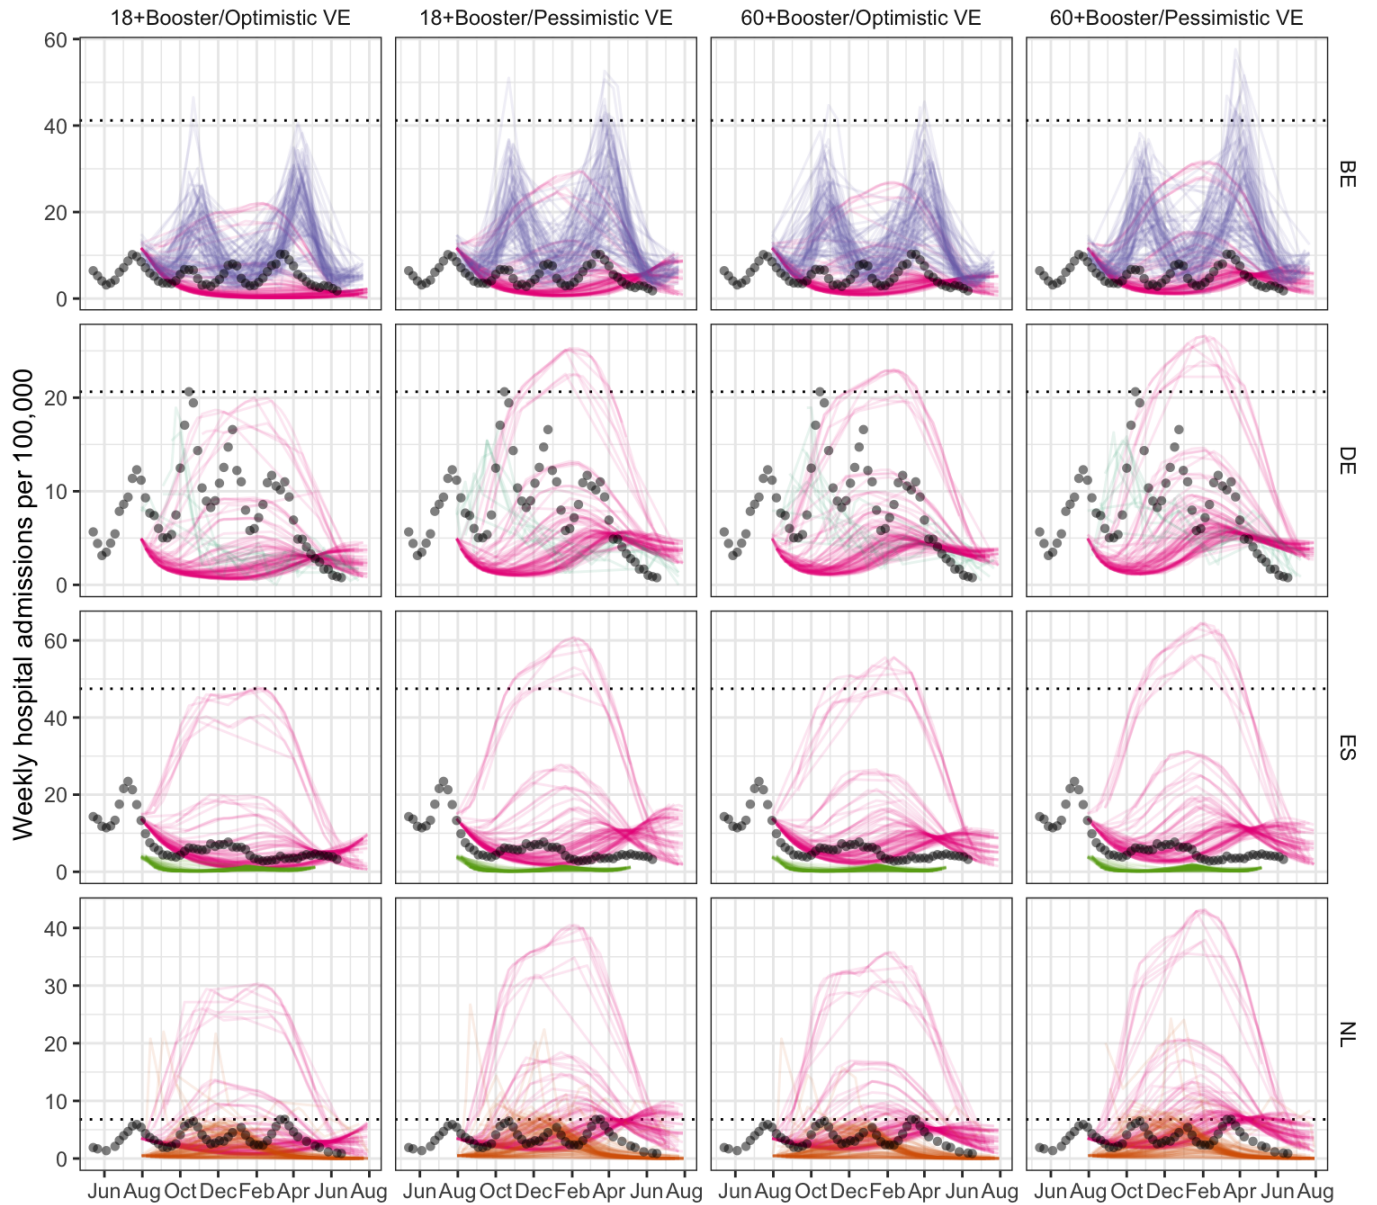 18+Booster/Optimistic VE 18+Booster/Pessimistic VE 60+Booster/Optimistic VE 60+Booster/Pessimistic VE
Weekly hospital admissions per 100,000
60
40
20
0
BE
20
10
0
DE
60
40
20
0
ES
40
30
20
10
0
NL
Jun Aug Oct Dec Feb Apr Jun Aug Jun Aug Oct Dec Feb Apr Jun Aug Jun Aug Oct Dec Feb Apr Jun Aug Jun Aug Oct Dec Feb Apr Jun Aug